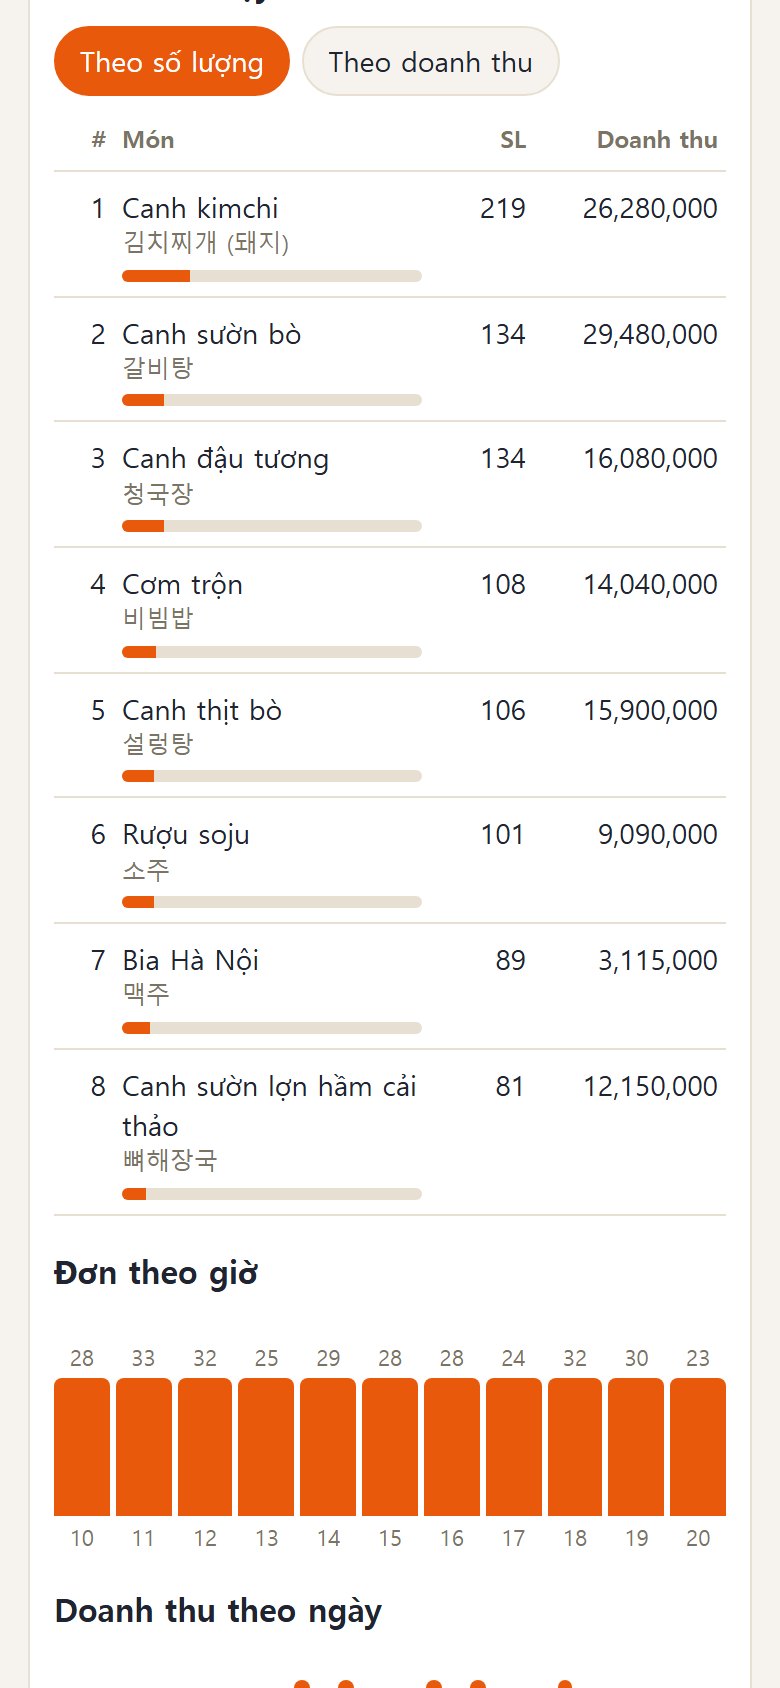 Theo số lượng Theo doanh thu
# Món SL Doanh thu
1 Canh kimchi 219 26,280,000
김치찌개 (돼지)
2 Canh sườn bò 134 29,480,000
갈비탕
3 Canh đậu tương 134 16,080,000
청국장
4 Cơm trộn 108 14,040,000
비빔밥
5 Canh thịt bò 106 15,900,000
설렁탕
6 Rượu soju 101 9,090,000
소주
7 Bia Hà Nội 89 3,115,000
맥주
8 Canh sườn lợn hầm cải 81 12,150,000
thảo
뼈해장국
Đơn theo giờ
28 33 32 25 29 28 28 24 32 30 23
10 11 12 13 14 15 16 17 18 19 20
Doanh thu theo ngày